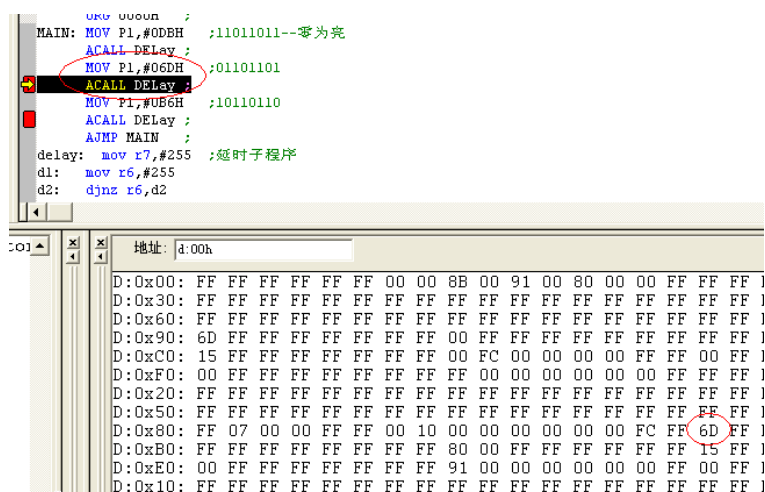 ORG 0080H ;
MAIN: MOV P1,#0DBH ;11011011--零为亮
ACALL DELay ;
MOV P1,#06DH ;01101101
ACALL DELay ;
MOV P1,#0B6H ;10110110
ACALL DELay ;
AJMP MAIN ;
delay: mov r7,#255 ;延时子程序
d1: mov r6,#255
d2: djnz r6,d2
地址: d:00h
D:0x00: FF FF FF FF FF FF 00 00 8B 00 91 00 80 00 00 FF FF FF
D:0x30: FF FF FF FF FF FF FF FF FF FF FF FF FF FF FF FF FF FF
D:0x60: FF FF FF FF FF FF FF FF FF FF FF FF FF FF FF FF FF FF
D:0x90: 6D FF FF FF FF FF FF FF 00 FF FF FF FF FF FF FF FF FF
D:0xC0: 15 FF FF FF FF FF FF FF 00 FC 00 00 00 00 FF FF 00 FF
D:0xF0: 00 FF FF FF FF FF FF FF FF 00 00 00 00 00 00 FF FF FF
D:0x20: FF FF FF FF FF FF FF FF FF FF FF FF FF FF FF FF FF FF
D:0x50: FF FF FF FF FF FF FF FF FF FF FF FF FF FF FF FF FF FF
D:0x80: FF 07 00 00 FF FF 00 10 00 00 00 00 00 00 FC FF 6D FF
D:0xB0: FF FF FF FF FF FF FF FF 80 00 FF FF FF FF FF FF 15 FF
D:0xE0: 00 FF FF FF FF FF FF FF 91 00 00 00 00 00 00 FF 00 FF
D:0x10: FF FF FF FF FF FF FF FF FF FF FF FF FF FF FF FF FF FF